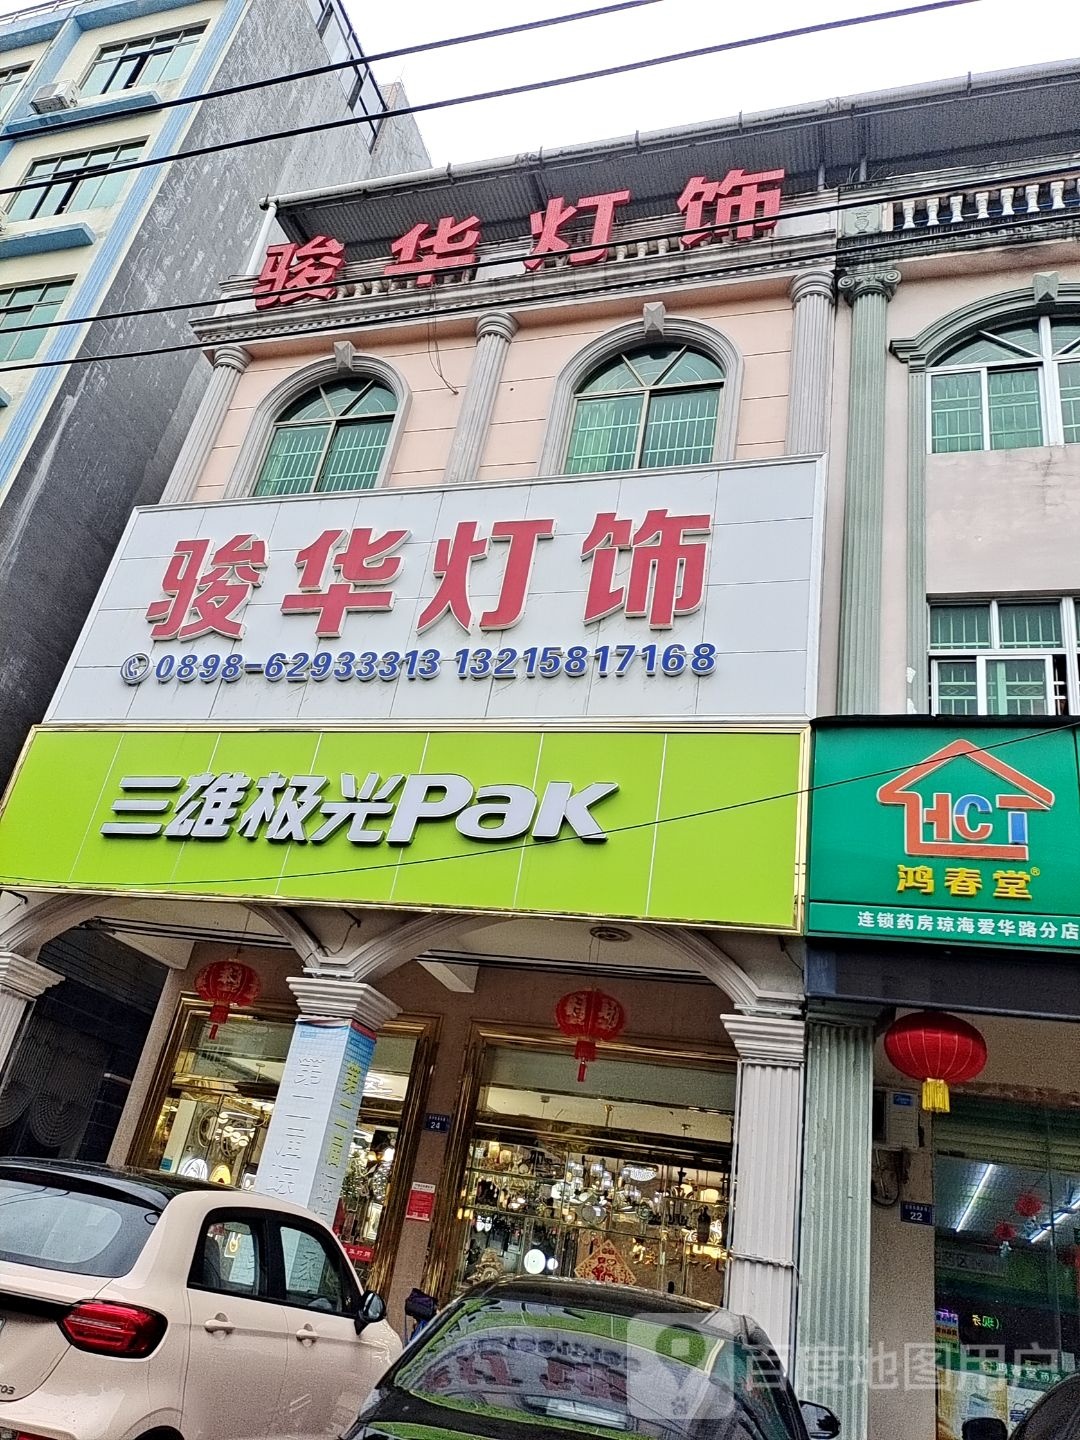 骏华灯饰
骏华灯饰
0898-62933313 13215817168
三雄极光Pak
HCT
鸿春堂®
连锁药房琼海爱华路分店
24
22
百度地图用户